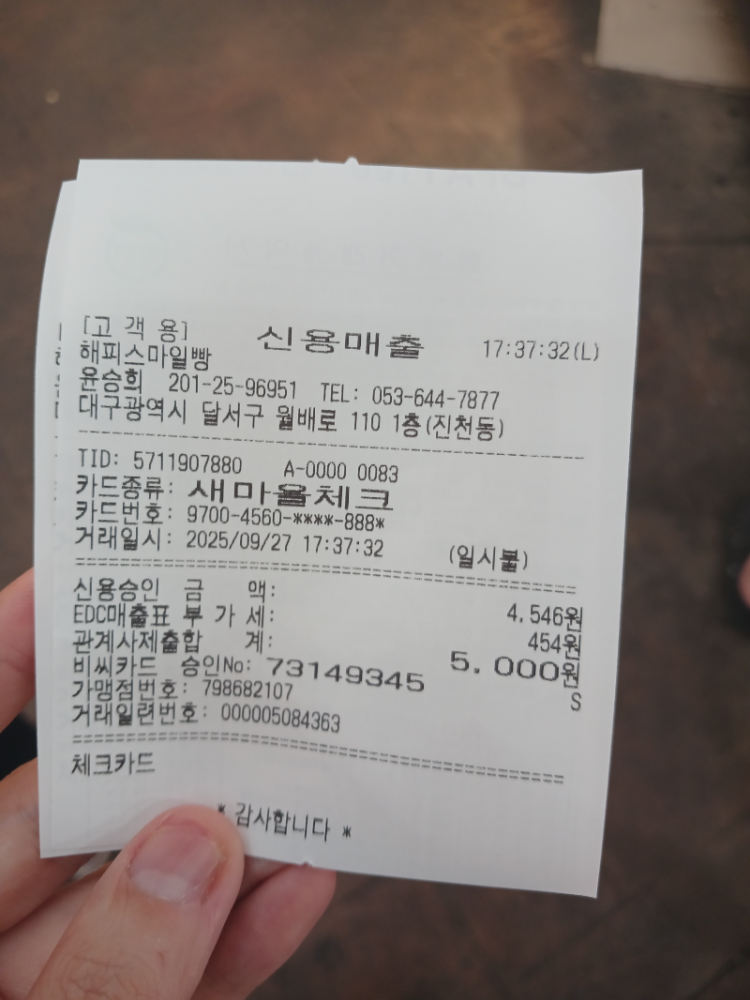 [고 객 용] 신용매출 17:37:32(L)
해피스마일빵
윤승희 201-25-96951 TEL: 053-644-7877
대구광역시 달서구 월배로 110 1층(진천동)
TID: 5711907880 A-0000 0083
카드종류: 새마을체크
카드번호: 9700-4560-****-888*
거래일시: 2025/09/27 17:37:32 (일시불)
신용승인 금 액: 4,546원
EDC매출표 부 가 세: 454원
관계사제출합 계: 5,000원
비씨카드 승인No: 73149345 S
가맹점번호: 798682107
거래일련번호: 000005084363
체크카드
* 감사합니다 *